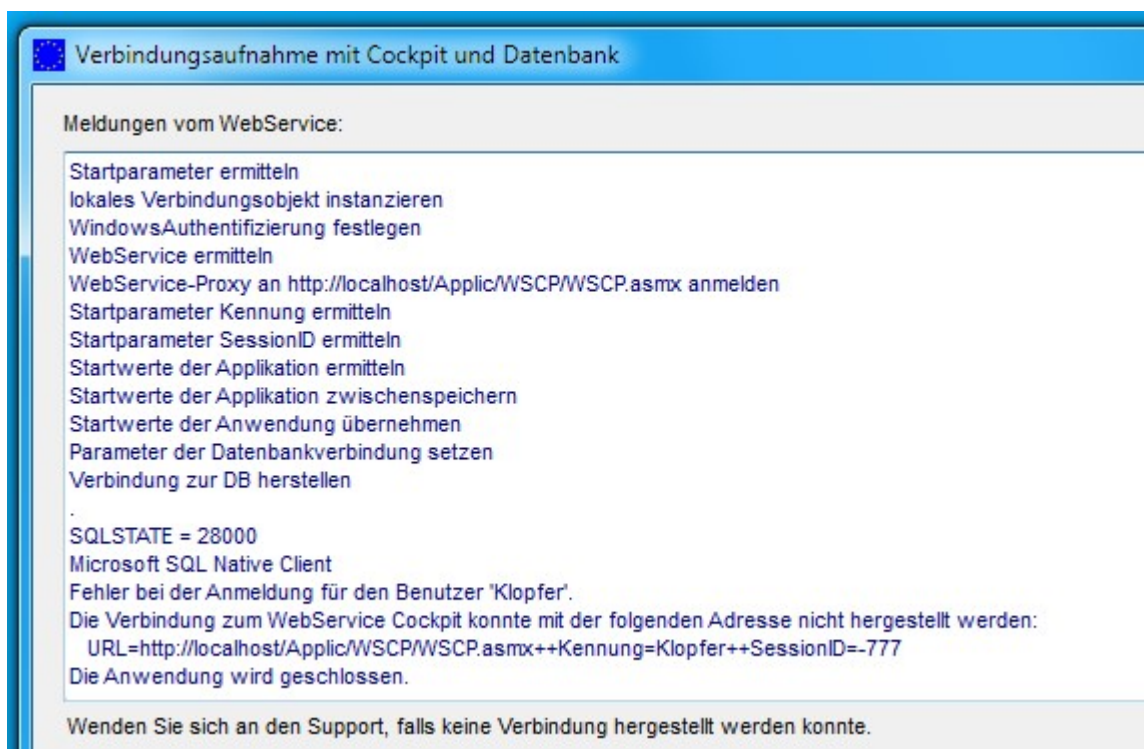 Verbindungsaufnahme mit Cockpit und Datenbank
Meldungen vom WebService:
Startparameter ermitteln
lokales Verbindungsobjekt instanzieren
WindowsAuthentifizierung festlegen
WebService ermitteln
WebService-Proxy an http://localhost/Applic/WSCP/WSCP.asmx anmelden
Startparameter Kennung ermitteln
Startparameter SessionID ermitteln
Startwerte der Applikation ermitteln
Startwerte der Applikation zwischenspeichern
Startwerte der Anwendung übernehmen
Parameter der Datenbankverbindung setzen
Verbindung zur DB herstellen
.
SQLSTATE = 28000
Microsoft SQL Native Client
Fehler bei der Anmeldung für den Benutzer 'Klopfer'.
Die Verbindung zum WebService Cockpit konnte mit der folgenden Adresse nicht hergestellt werden:
URL=http://localhost/Applic/WSCP/WSCP.asmx++Kennung=Klopfer++SessionID=-777
Die Anwendung wird geschlossen.
Wenden Sie sich an den Support, falls keine Verbindung hergestellt werden konnte.